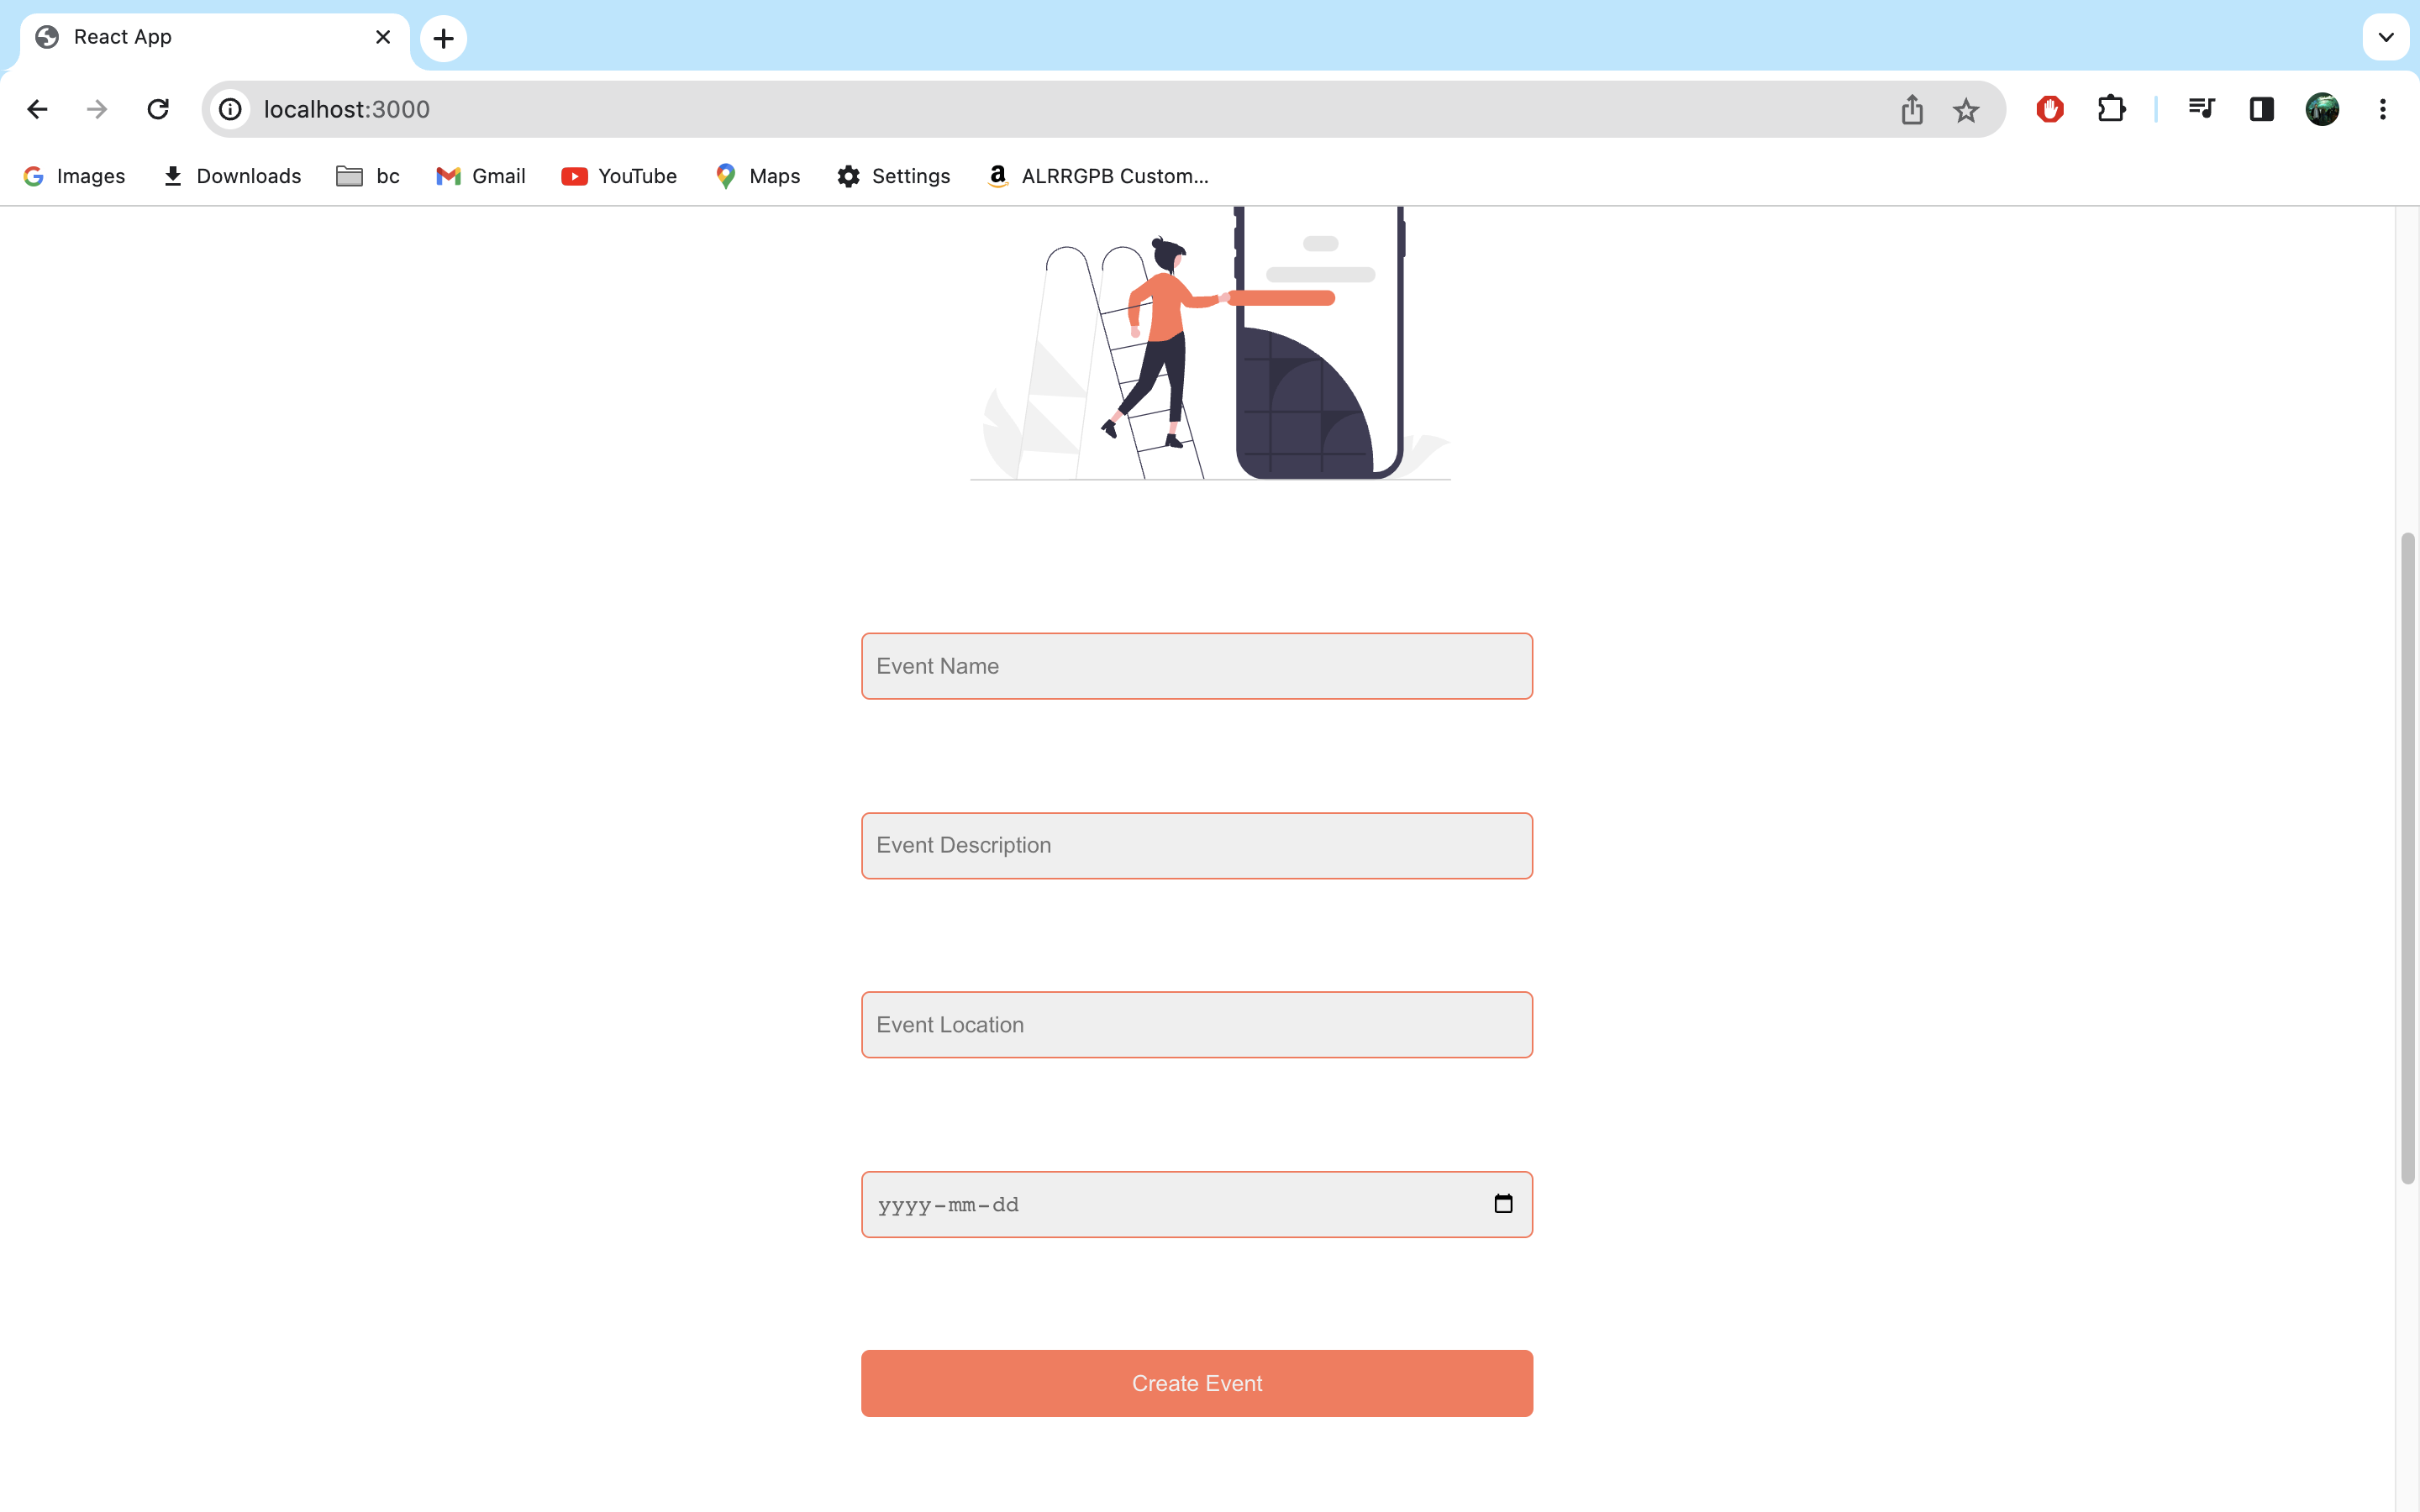 React App
localhost:3000
Images Downloads bc Gmail YouTube Maps Settings ALRRGPB Custom...
Event Name
Event Description
Event Location
yyyy-mm-dd
Create Event